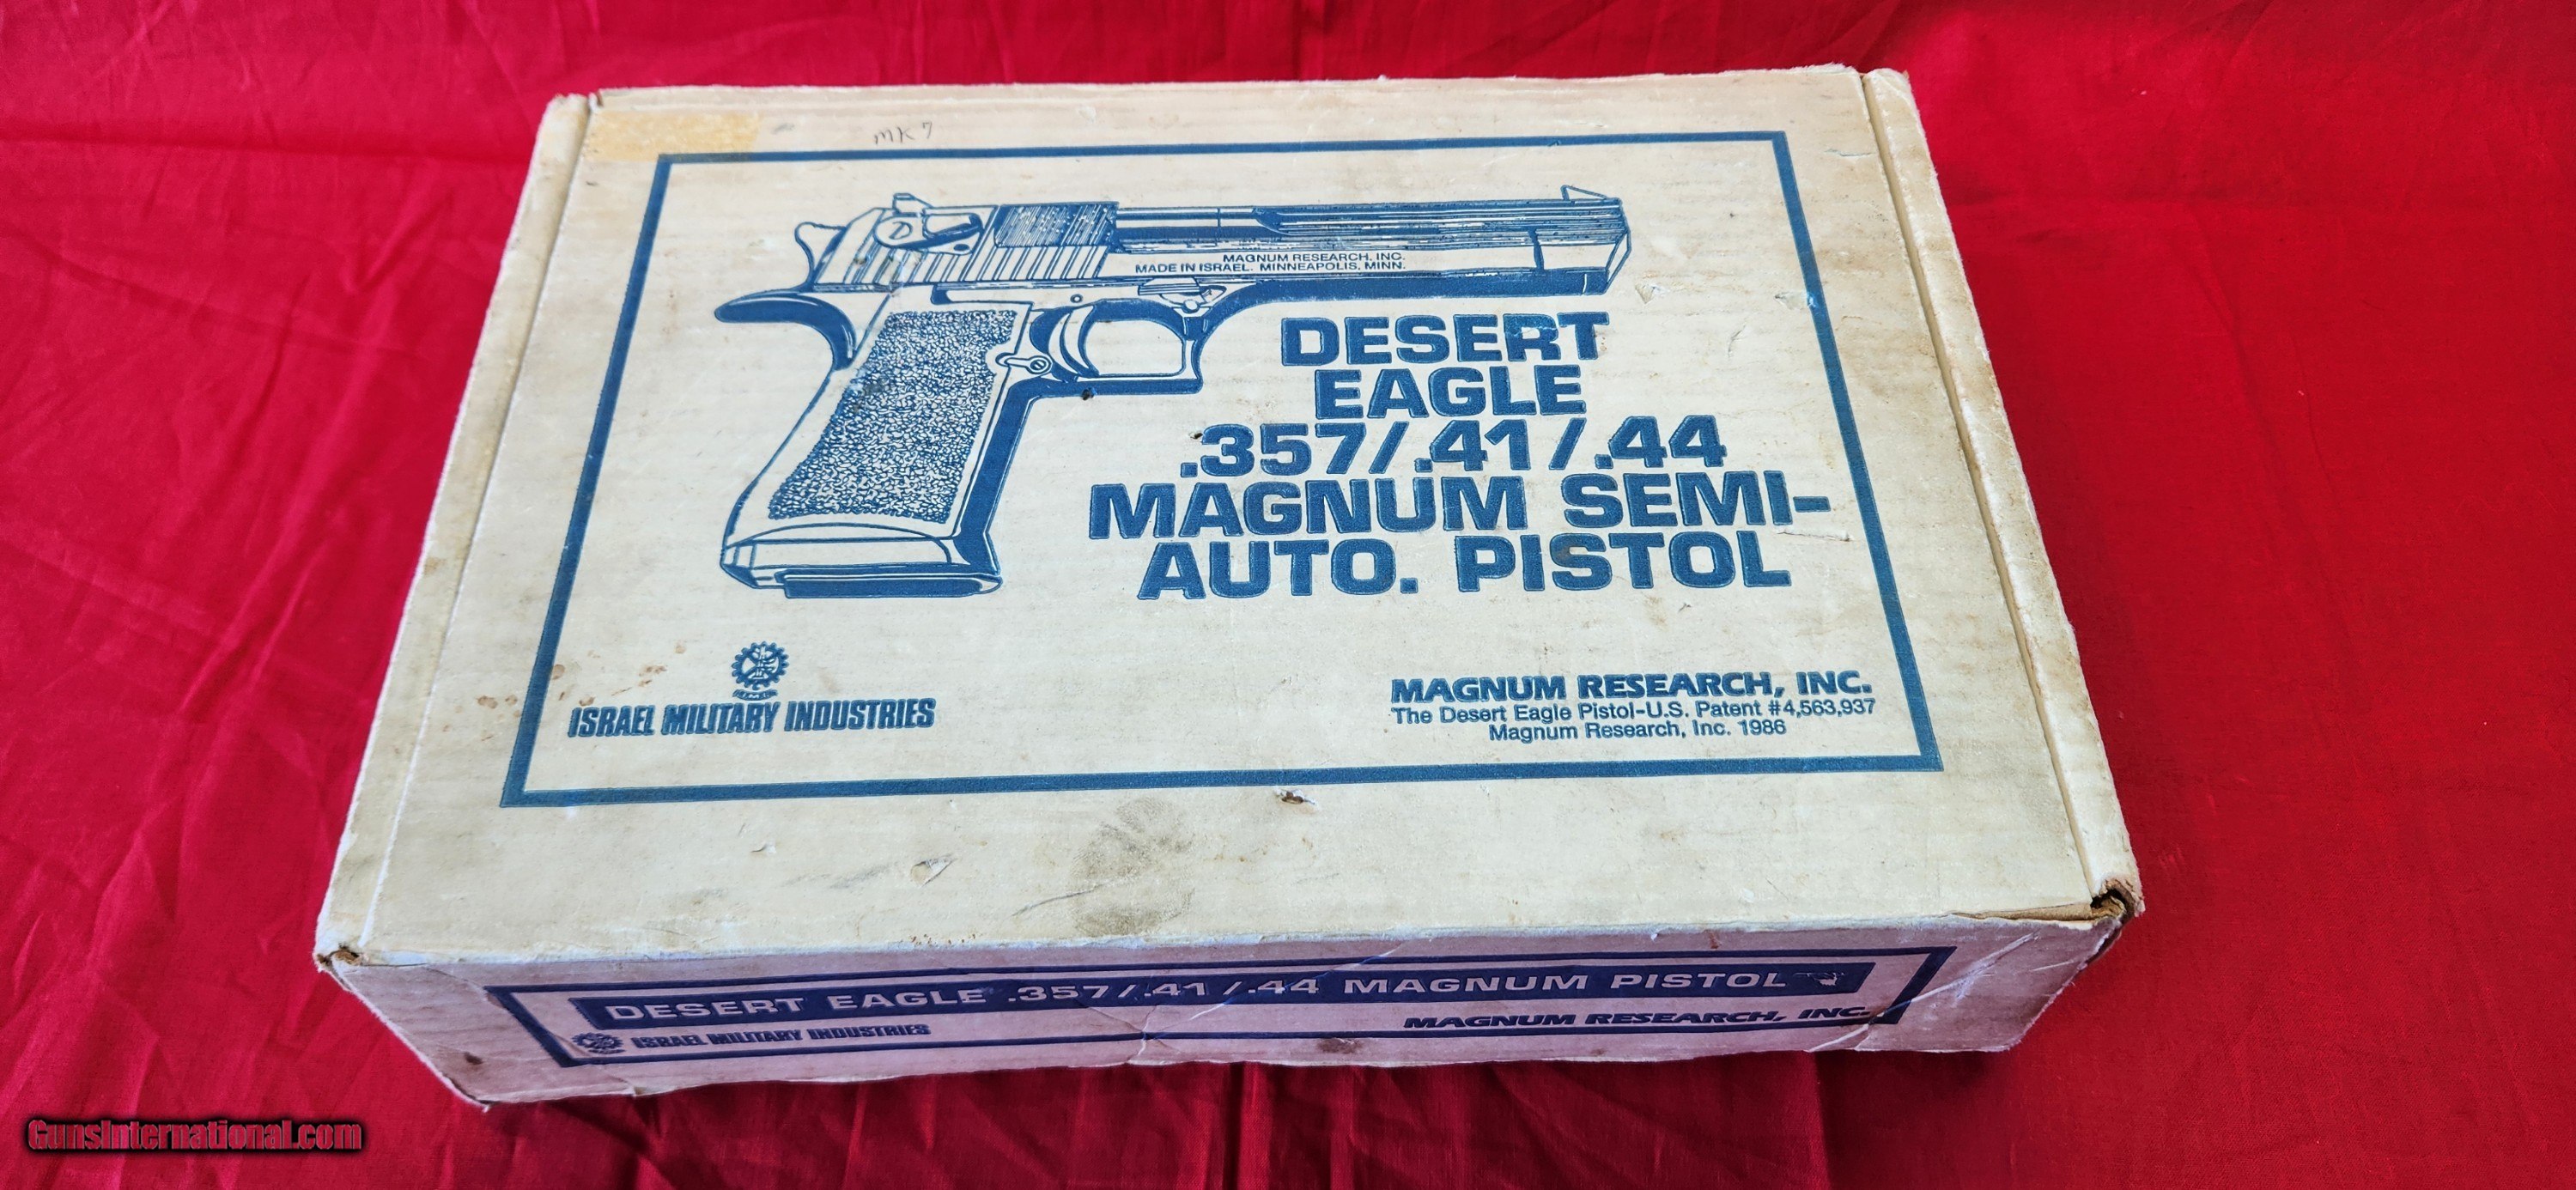 MK 7
MAGNUM RESEARCH, INC.
MADE IN ISRAEL. MINNEAPOLIS, MINN.
DESERT
EAGLE
.357/.41/.44
MAGNUM SEMI-
AUTO. PISTOL
I.M.I.
ISRAEL MILITARY INDUSTRIES
MAGNUM RESEARCH, INC.
The Desert Eagle Pistol-U.S. Patent #4,563,937
Magnum Research, Inc. 1986
DESERT EAGLE .357/.41/.44 MAGNUM PISTOL
ISRAEL MILITARY INDUSTRIES
MAGNUM RESEARCH, INC.
GunsInternational.com